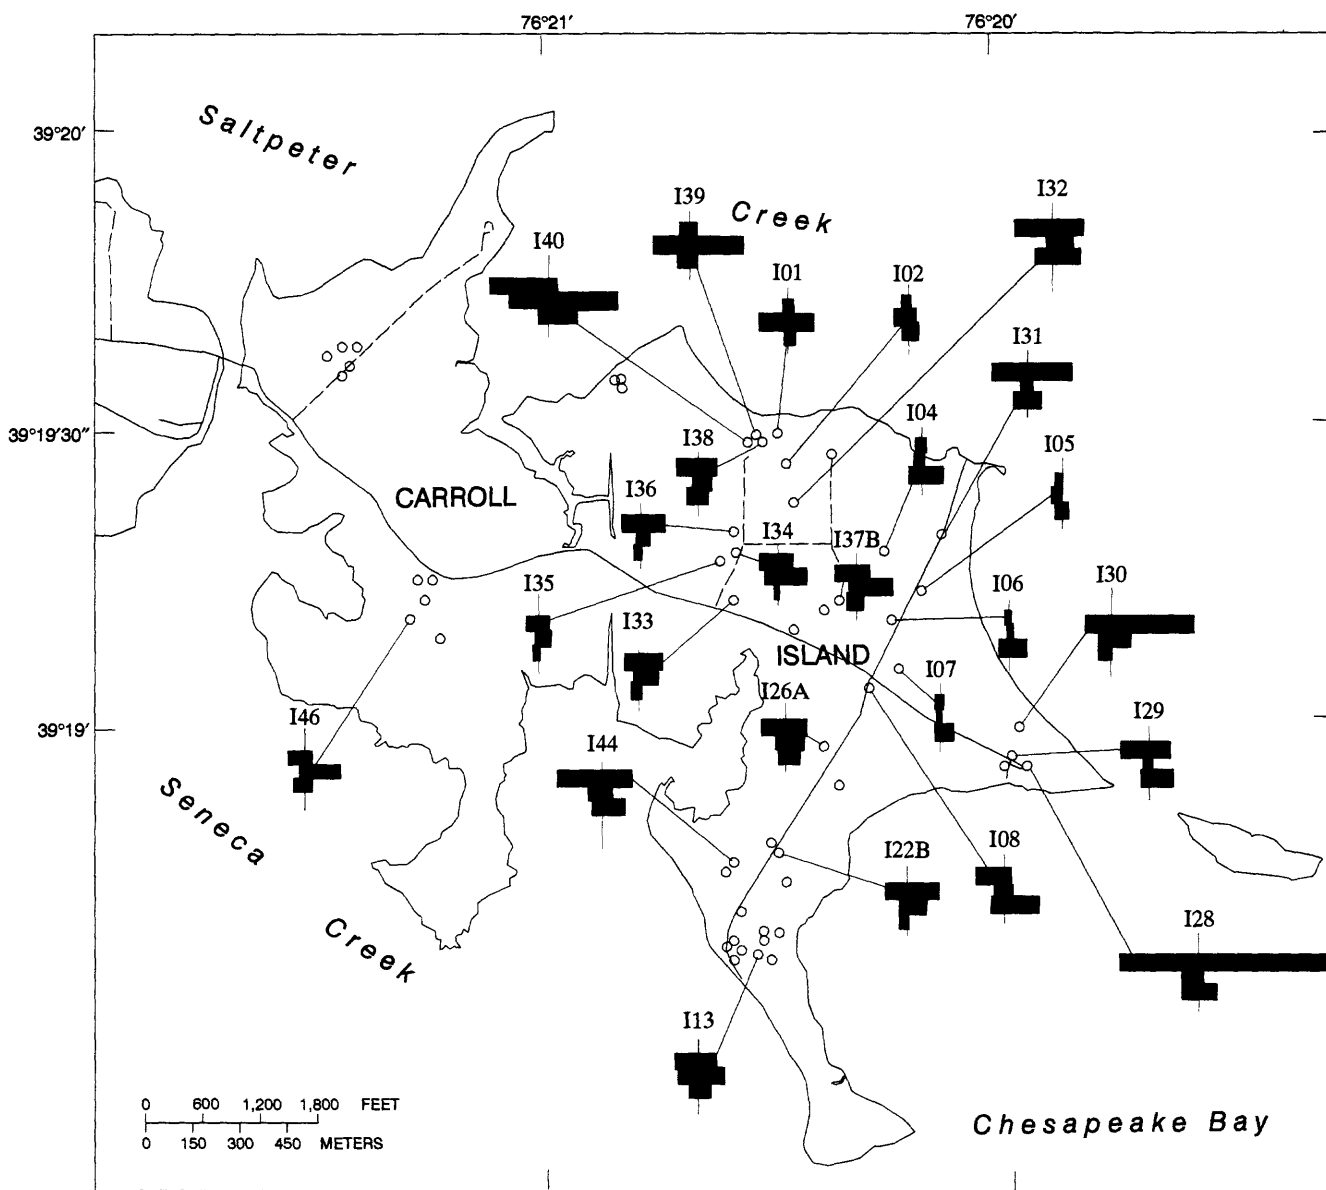 76°21′
76°20′
Saltpeter
39°20′
I39
I32
Creek
I40
I01
I02
I31
I04
39°19′30″
I38
I05
I36
CARROLL
I34
I37B
I35
I33
I06
I30
ISLAND
I07
I26A
I46
39°19′
I29
I44
Seneca
I22B
I08
I28
Creek
I13
0 600 1,200 1,800 FEET
0 150 300 450 METERS
Chesapeake Bay